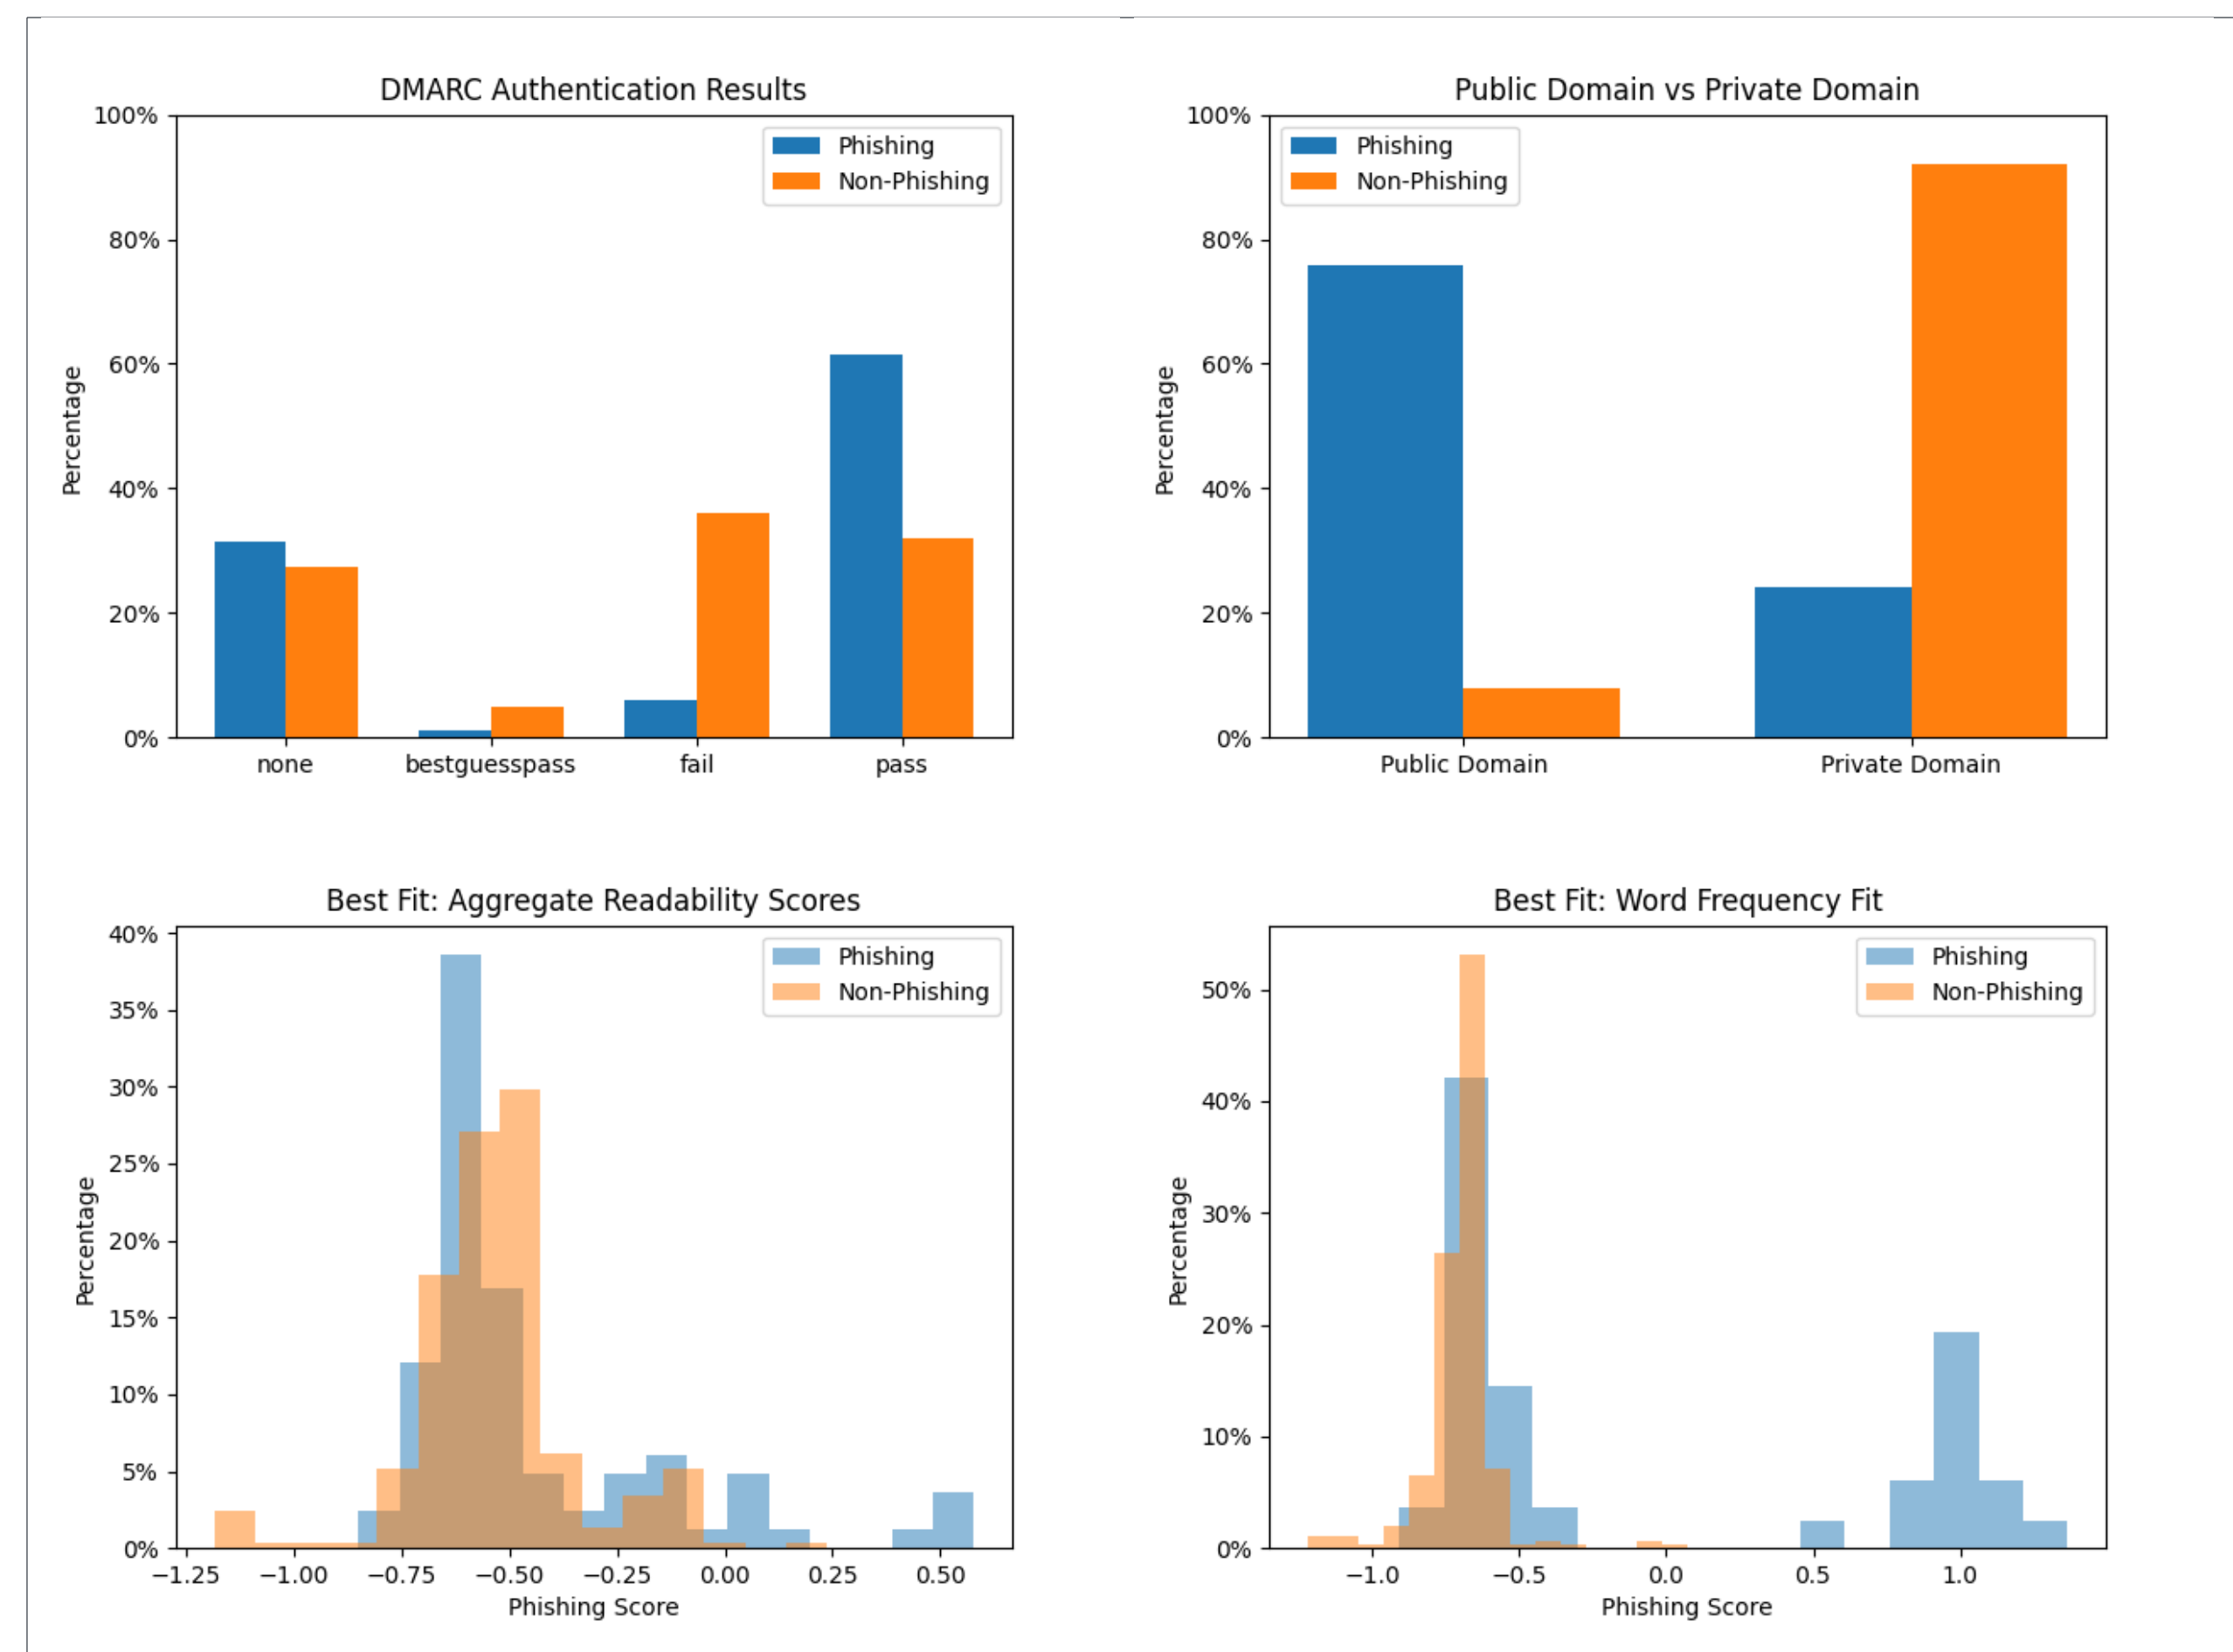 DMARC Authentication Results
100%
80%
60%
40%
20%
0%
Percentage
Phishing
Non-Phishing
none
bestguesspass
fail
pass
Public Domain vs Private Domain
100%
80%
60%
40%
20%
0%
Percentage
Phishing
Non-Phishing
Public Domain
Private Domain
Best Fit: Aggregate Readability Scores
40%
35%
30%
25%
20%
15%
10%
5%
0%
Percentage
Phishing
Non-Phishing
−1.25
−1.00
−0.75
−0.50
−0.25
0.00
0.25
0.50
Phishing Score
Best Fit: Word Frequency Fit
50%
40%
30%
20%
10%
0%
Percentage
Phishing
Non-Phishing
−1.0
−0.5
0.0
0.5
1.0
Phishing Score